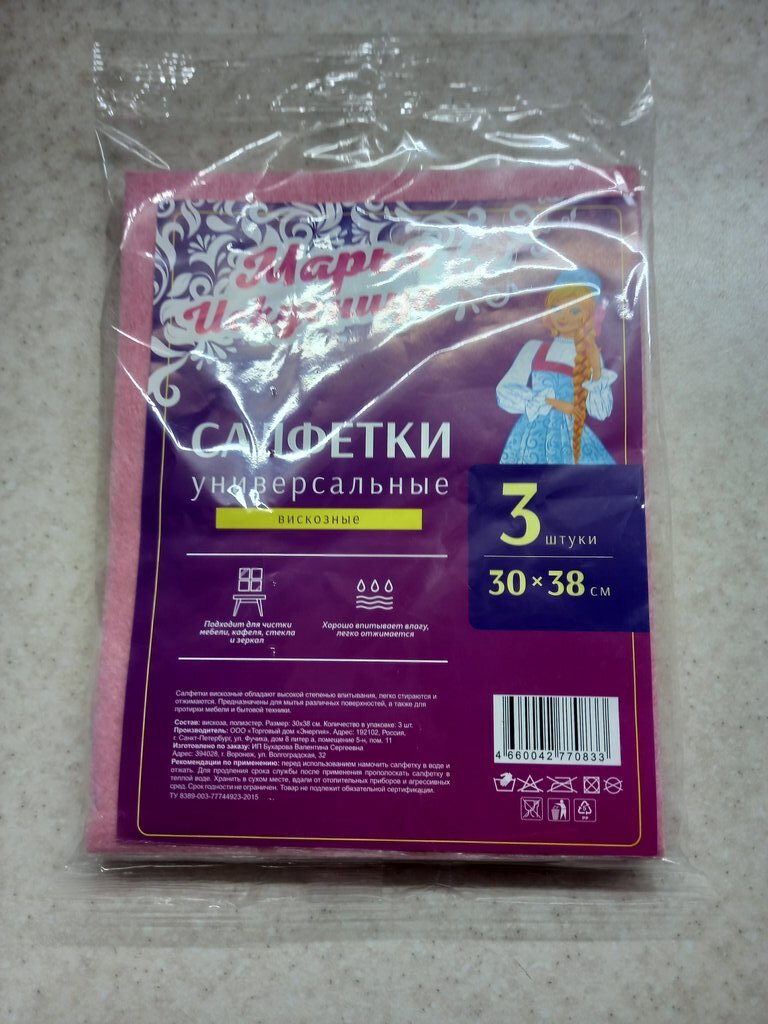 Марья
Искусница
САЛФЕТКИ
универсальные
вискозные
3 штуки
30×38 см
Подходит для чистки
мебели, кафеля, стекла
и зеркал
Хорошо впитывает влагу,
легко отжимается
Салфетки вискозные обладают высокой степенью впитывания, легко стираются и
отжимаются. Предназначены для мытья различных поверхностей, а также для
протирки мебели и бытовой техники.
Состав: вискоза, полиэстер. Размер: 30х38 см. Количество в упаковке: 3 шт.
Производитель: ООО «Торговый дом «Энергия». Адрес: 192102, Россия,
г. Санкт-Петербург, ул. Фучика, дом 8 литер а, помещение 5-н, пом. 11
Изготовлено по заказу: ИП Бухарова Валентина Сергеевна
Адрес: 394028, г. Воронеж, ул. Волгоградская, 32
Рекомендации по применению: перед использованием намочить салфетку в воде и
отжать. Для продления срока службы после применения прополоскать салфетку в
теплой воде. Хранить в сухом месте, вдали от отопительных приборов и агрессивных
сред. Срок годности не ограничен. Товар не подлежит обязательной сертификации.
ТУ 8389-003-77744923-2015
4 660042 770833
PP